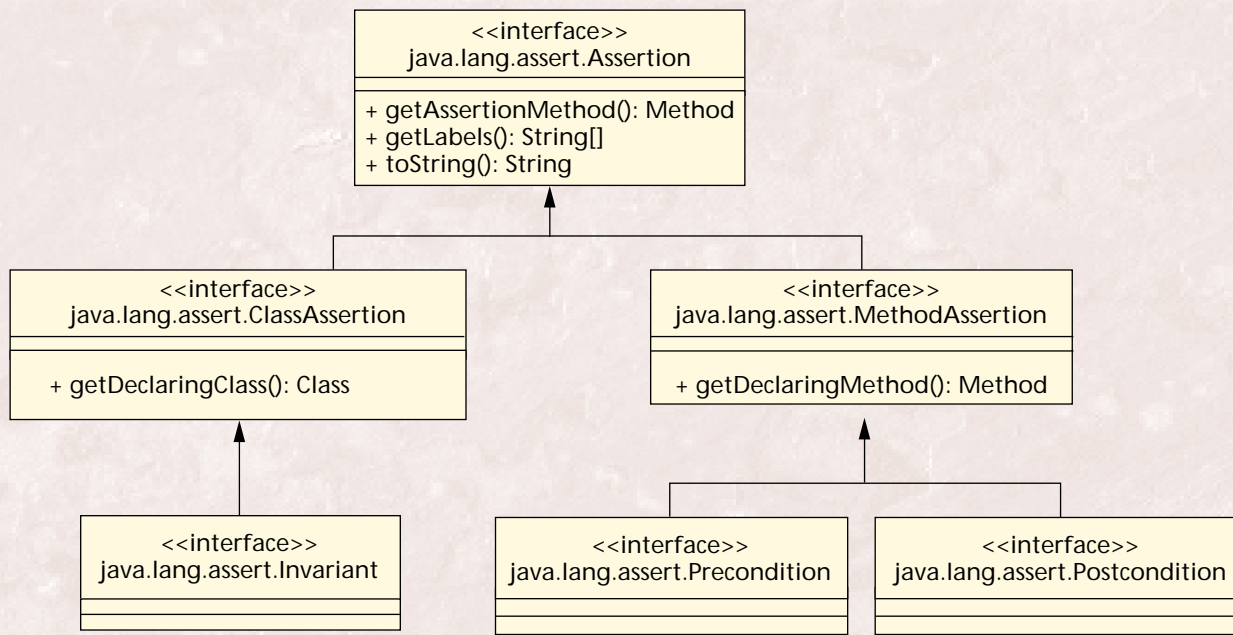 <<interface>>
java.lang.assert.Assertion
+ getAssertionMethod(): Method
+ getLabels(): String[]
+ toString(): String
<<interface>>
java.lang.assert.ClassAssertion
+ getDeclaringClass(): Class
<<interface>>
java.lang.assert.MethodAssertion
+ getDeclaringMethod(): Method
<<interface>>
java.lang.assert.Invariant
<<interface>>
java.lang.assert.Precondition
<<interface>>
java.lang.assert.Postcondition